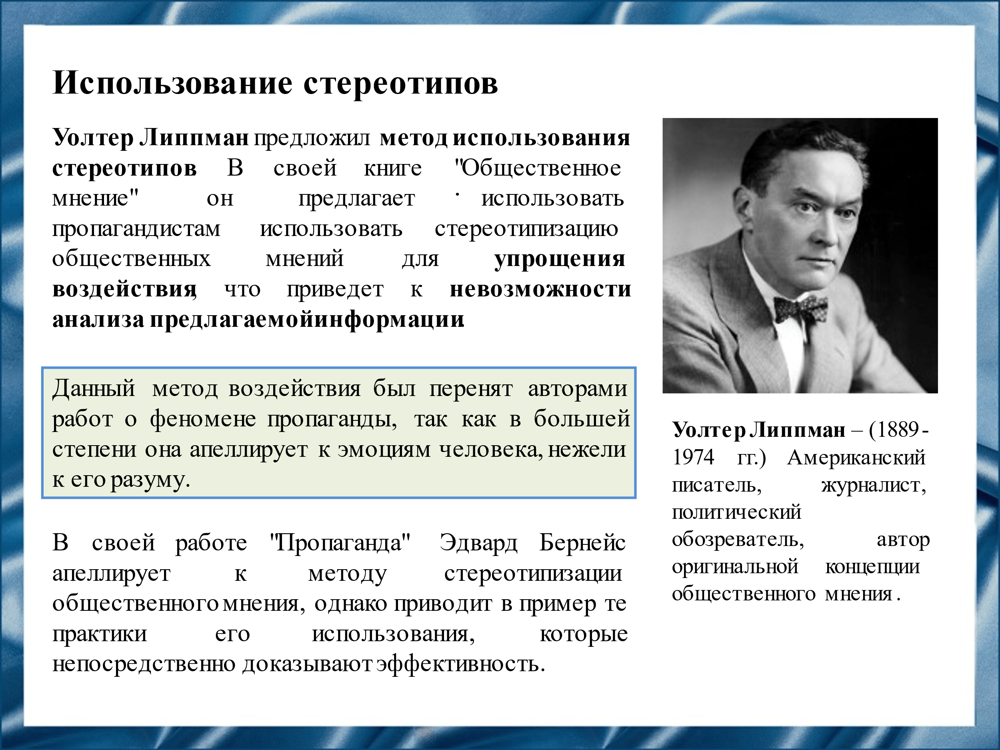 Использование стереотипов
Уолтер Липпман предложил метод использования
стереотипов. В своей книге "Общественное
мнение" он предлагает · использовать
пропагандистам использовать стереотипизацию
общественных мнений для упрощения
воздействия, что приведет к невозможности
анализа предлагаемой информации.
Данный метод воздействия был перенят авторами
работ о феномене пропаганды, так как в большей
степени она апеллирует к эмоциям человека, нежели
к его разуму.
В своей работе "Пропаганда" Эдвард Бернейс
апеллирует к методу стереотипизации
общественного мнения, однако приводит в пример те
практики его использования, которые
непосредственно доказывают эффективность.
Уолтер Липпман – (1889-
1974 гг.) Американский
писатель, журналист,
политический
обозреватель, автор
оригинальной концепции
общественного мнения.